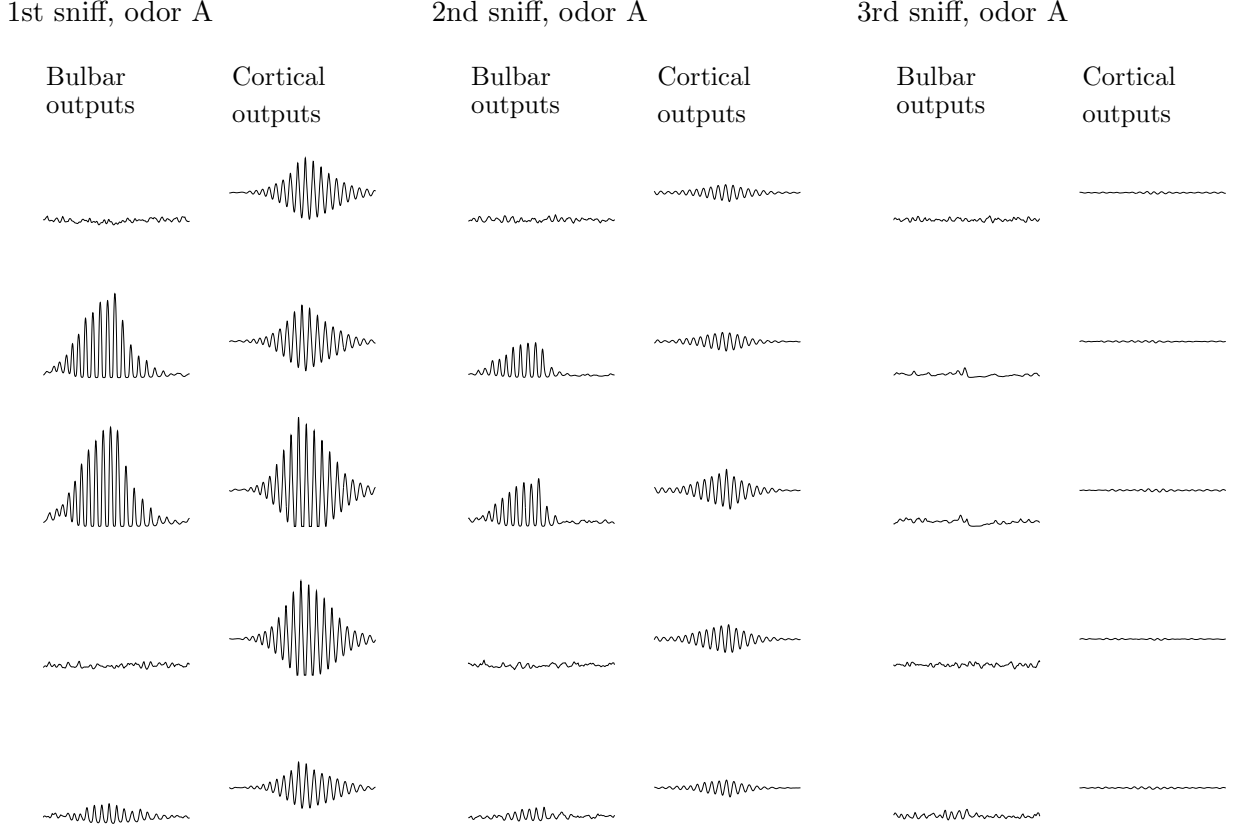 1st sniff, odor A
2nd sniff, odor A
3rd sniff, odor A
Bulbar
outputs
Cortical
outputs
Bulbar
outputs
Cortical
outputs
Bulbar
outputs
Cortical
outputs